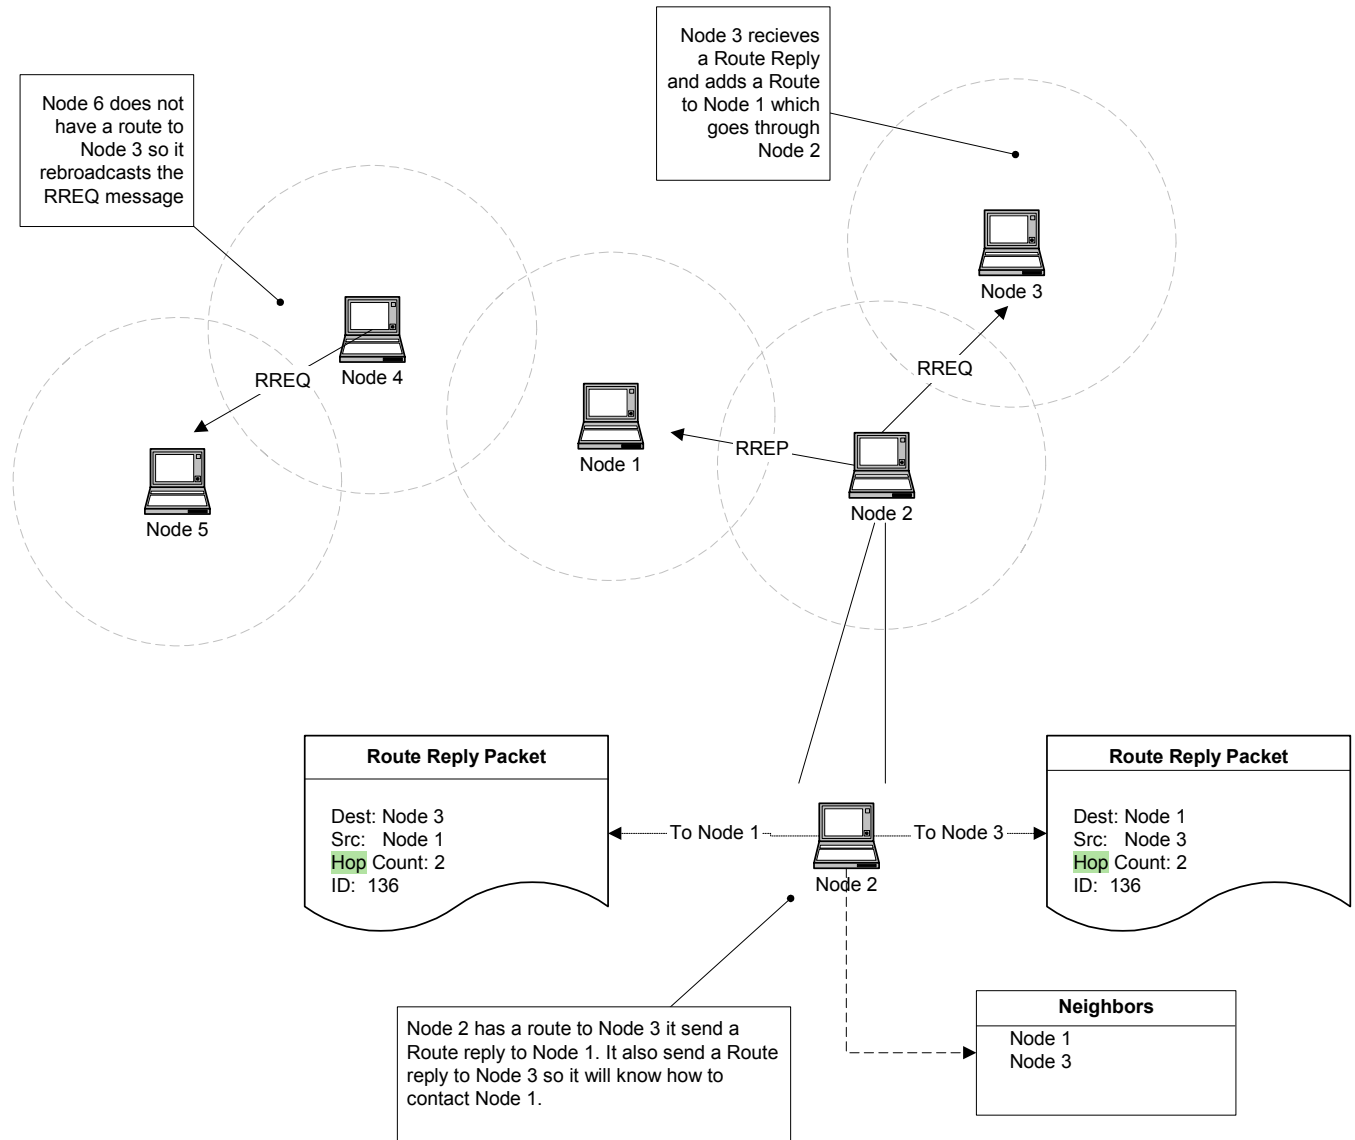 Node 3 recieves
a Route Reply
and adds a Route
to Node 1 which
goes through
Node 2
Node 6 does not
have a route to
Node 3 so it
rebroadcasts the
RREQ message
Node 3
RREQ
Node 4
RREQ
Node 1
RREP
Node 2
Node 5
Route Reply Packet
Dest: Node 3
Src: Node 1
Hop Count: 2
ID: 136
To Node 1
To Node 3
Node 2
Route Reply Packet
Dest: Node 1
Src: Node 3
Hop Count: 2
ID: 136
Node 2 has a route to Node 3 it send a
Route reply to Node 1. It also send a Route
reply to Node 3 so it will know how to
contact Node 1.
Neighbors
Node 1
Node 3